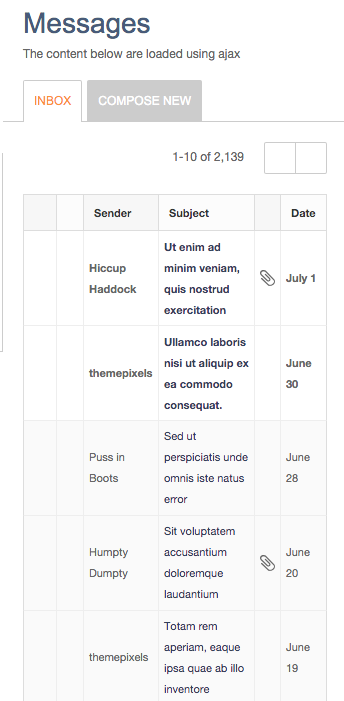 Messages
The content below are loaded using ajax
INBOX COMPOSE NEW
1-10 of 2,139
Sender Subject Date
Hiccup Haddock
Ut enim ad
minim veniam,
quis nostrud
exercitation
July 1
themepixels
Ullamco laboris
nisi ut aliquip ex
ea commodo
consequat.
June
30
Puss in
Boots
Sed ut
perspiciatis unde
omnis iste natus
error
June
28
Humpty
Dumpty
Sit voluptatem
accusantium
doloremque
laudantium
June
20
themepixels
Totam rem
aperiam, eaque
ipsa quae ab illo
inventore
June
19